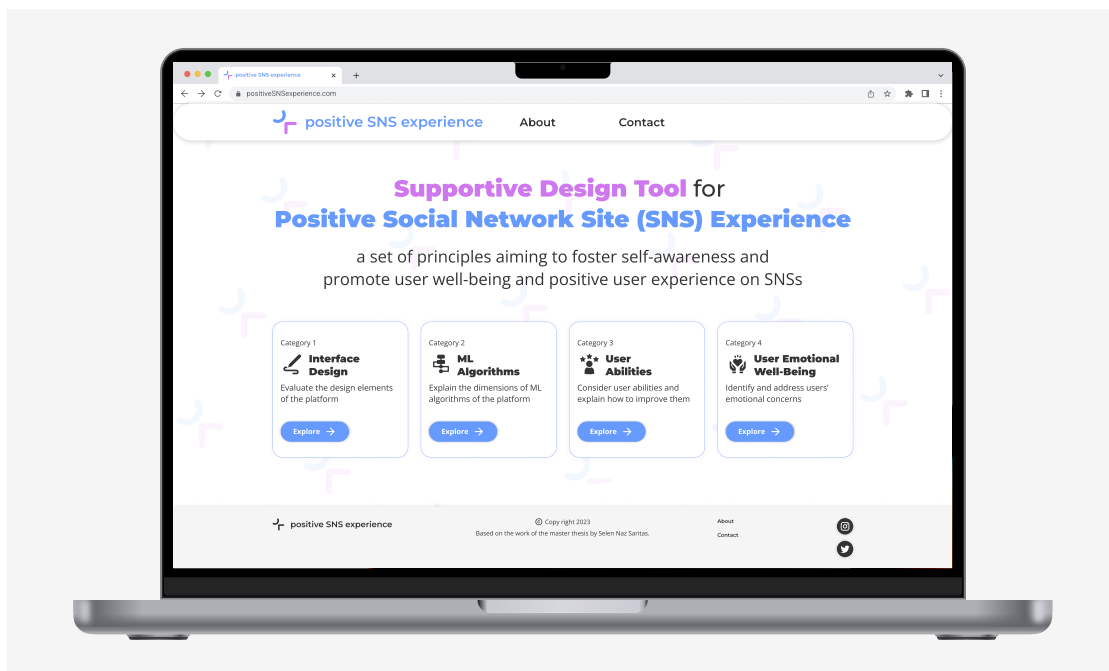 positive SNS experience
positiveSNSexperience.com
positive SNS experience About Contact
Supportive Design Tool for
Positive Social Network Site (SNS) Experience
a set of principles aiming to foster self-awareness and
promote user well-being and positive user experience on SNSs
Category 1
Interface
Design
Evaluate the design elements
of the platform
Explore
Category 2
ML
Algorithms
Explain the dimensions of ML
algorithms of the platform
Explore
Category 3
User
Abilities
Consider user abilities and
explain how to improve them
Explore
Category 4
User Emotional
Well-Being
Identify and address users’
emotional concerns
Explore
positive SNS experience
© Copy right 2023
Based on the work of the master thesis by Selen Naz Saritas.
About
Contact